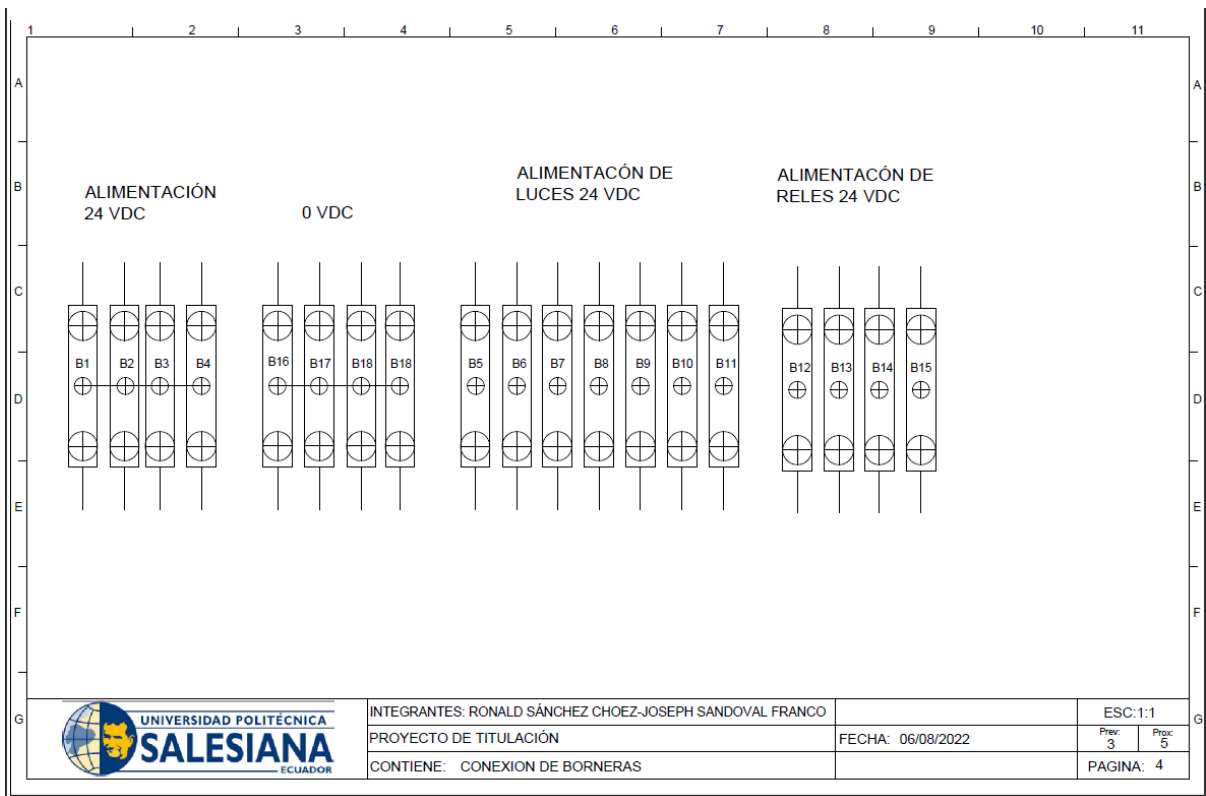 1 2 3 4 5 6 7 8 9 10 11
A A
B B
C C
D D
E E
F F
G G
ALIMENTACIÓN
24 VDC
0 VDC
ALIMENTACÓN DE
LUCES 24 VDC
ALIMENTACÓN DE
RELES 24 VDC
B1 B2 B3 B4
B16 B17 B18 B18
B5 B6 B7 B8 B9 B10 B11
B12 B13 B14 B15
UNIVERSIDAD POLITÉCNICA
SALESIANA
ECUADOR
INTEGRANTES: RONALD SÁNCHEZ CHOEZ-JOSEPH SANDOVAL FRANCO
PROYECTO DE TITULACIÓN
CONTIENE: CONEXION DE BORNERAS
FECHA: 06/08/2022
ESC:1:1
Prev: Prox:
3 5
PAGINA: 4